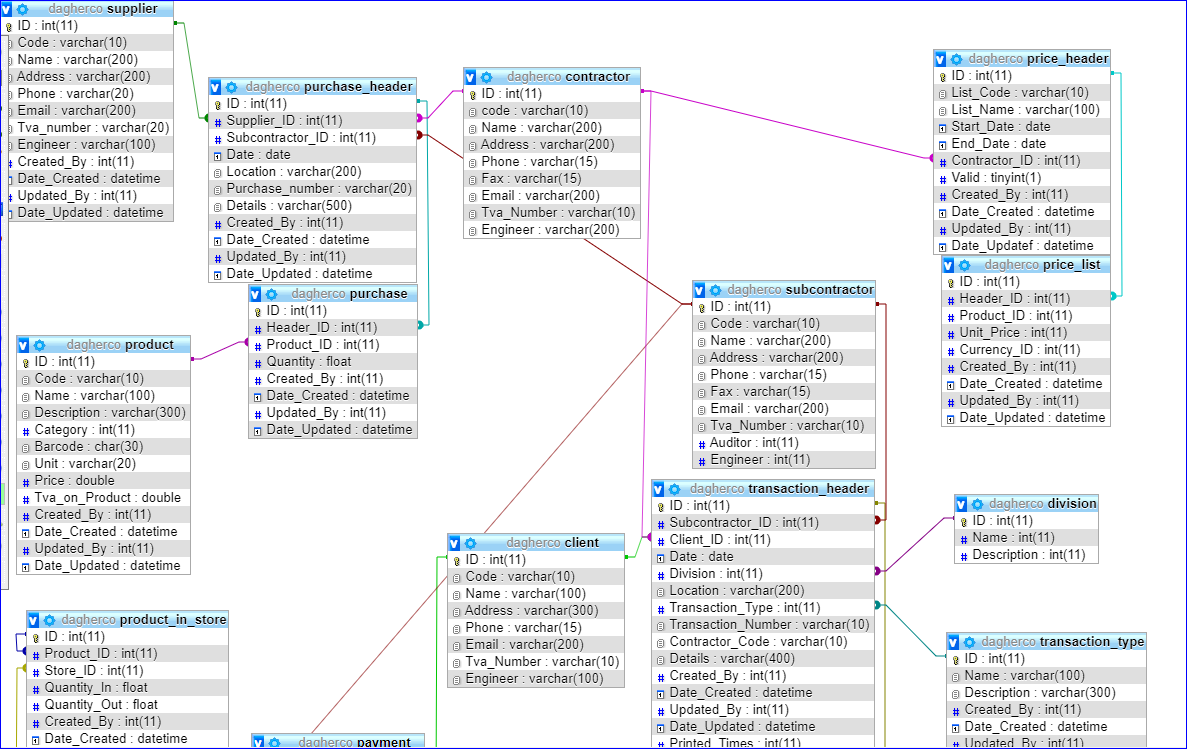 dagherco supplier
ID : int(11)
Code : varchar(10)
Name : varchar(200)
Address : varchar(200)
Phone : varchar(20)
Email : varchar(200)
Tva_number : varchar(20)
Engineer : varchar(100)
Created_By : int(11)
Date_Created : datetime
Updated_By : int(11)
Date_Updated : datetime
dagherco purchase_header
ID : int(11)
Supplier_ID : int(11)
Subcontractor_ID : int(11)
Date : date
Location : varchar(200)
Purchase_number : varchar(20)
Details : varchar(500)
Created_By : int(11)
Date_Created : datetime
Updated_By : int(11)
Date_Updated : datetime
dagherco contractor
ID : int(11)
code : varchar(10)
Name : varchar(200)
Address : varchar(200)
Phone : varchar(15)
Fax : varchar(15)
Email : varchar(200)
Tva_Number : varchar(10)
Engineer : varchar(200)
dagherco price_header
ID : int(11)
List_Code : varchar(10)
List_Name : varchar(100)
Start_Date : date
End_Date : date
Contractor_ID : int(11)
Valid : tinyint(1)
Created_By : int(11)
Date_Created : datetime
Updated_By : int(11)
Date_Updatef : datetime
dagherco price_list
ID : int(11)
Header_ID : int(11)
Product_ID : int(11)
Unit_Price : int(11)
Currency_ID : int(11)
Created_By : int(11)
Date_Created : datetime
Updated_By : int(11)
Date_Updated : datetime
dagherco purchase
ID : int(11)
Header_ID : int(11)
Product_ID : int(11)
Quantity : float
Created_By : int(11)
Date_Created : datetime
Updated_By : int(11)
Date_Updated : datetime
dagherco subcontractor
ID : int(11)
Code : varchar(10)
Name : varchar(200)
Address : varchar(200)
Phone : varchar(15)
Fax : varchar(15)
Email : varchar(200)
Tva_Number : varchar(10)
Auditor : int(11)
Engineer : int(11)
dagherco product
ID : int(11)
Code : varchar(10)
Name : varchar(100)
Description : varchar(300)
Category : int(11)
Barcode : char(30)
Unit : varchar(20)
Price : double
Tva_on_Product : double
Created_By : int(11)
Date_Created : datetime
Updated_By : int(11)
Date_Updated : datetime
dagherco transaction_header
ID : int(11)
Subcontractor_ID : int(11)
Client_ID : int(11)
Date : date
Division : int(11)
Location : varchar(200)
Transaction_Type : int(11)
Transaction_Number : varchar(10)
Contractor_Code : varchar(10)
Details : varchar(400)
Created_By : int(11)
Date_Created : datetime
Updated_By : int(11)
Date_Updated : datetime
Printed_Times : int(11)
dagherco division
ID : int(11)
Name : int(11)
Description : int(11)
dagherco client
ID : int(11)
Code : varchar(10)
Name : varchar(100)
Address : varchar(300)
Phone : varchar(15)
Email : varchar(200)
Tva_Number : varchar(10)
Engineer : varchar(100)
dagherco product_in_store
ID : int(11)
Product_ID : int(11)
Store_ID : int(11)
Quantity_In : float
Quantity_Out : float
Created_By : int(11)
Date_Created : datetime
dagherco transaction_type
ID : int(11)
Name : varchar(100)
Description : varchar(300)
Created_By : int(11)
Date_Created : datetime
Updated_By : int(11)
dagherco payment